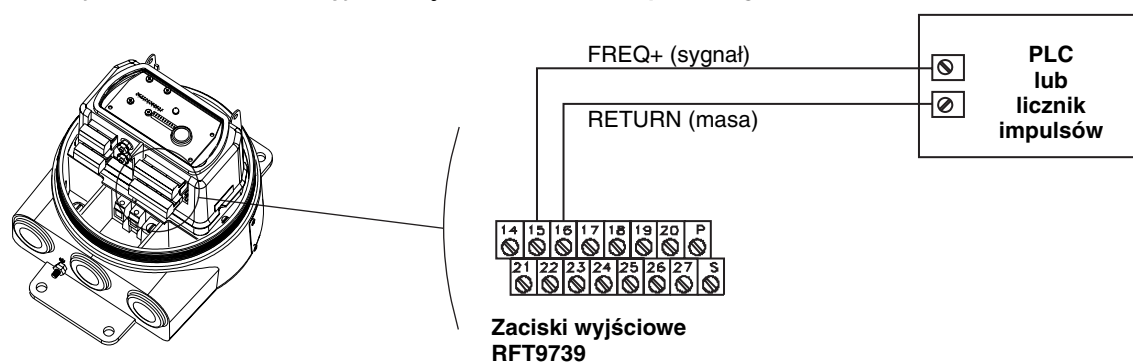 FREQ+ (sygnał)
RETURN (masa)
PLC
lub
licznik
impulsów
14 15 16 17 18 19 20 P
21 22 23 24 25 26 27 S
Zaciski wyjściowe
RFT9739